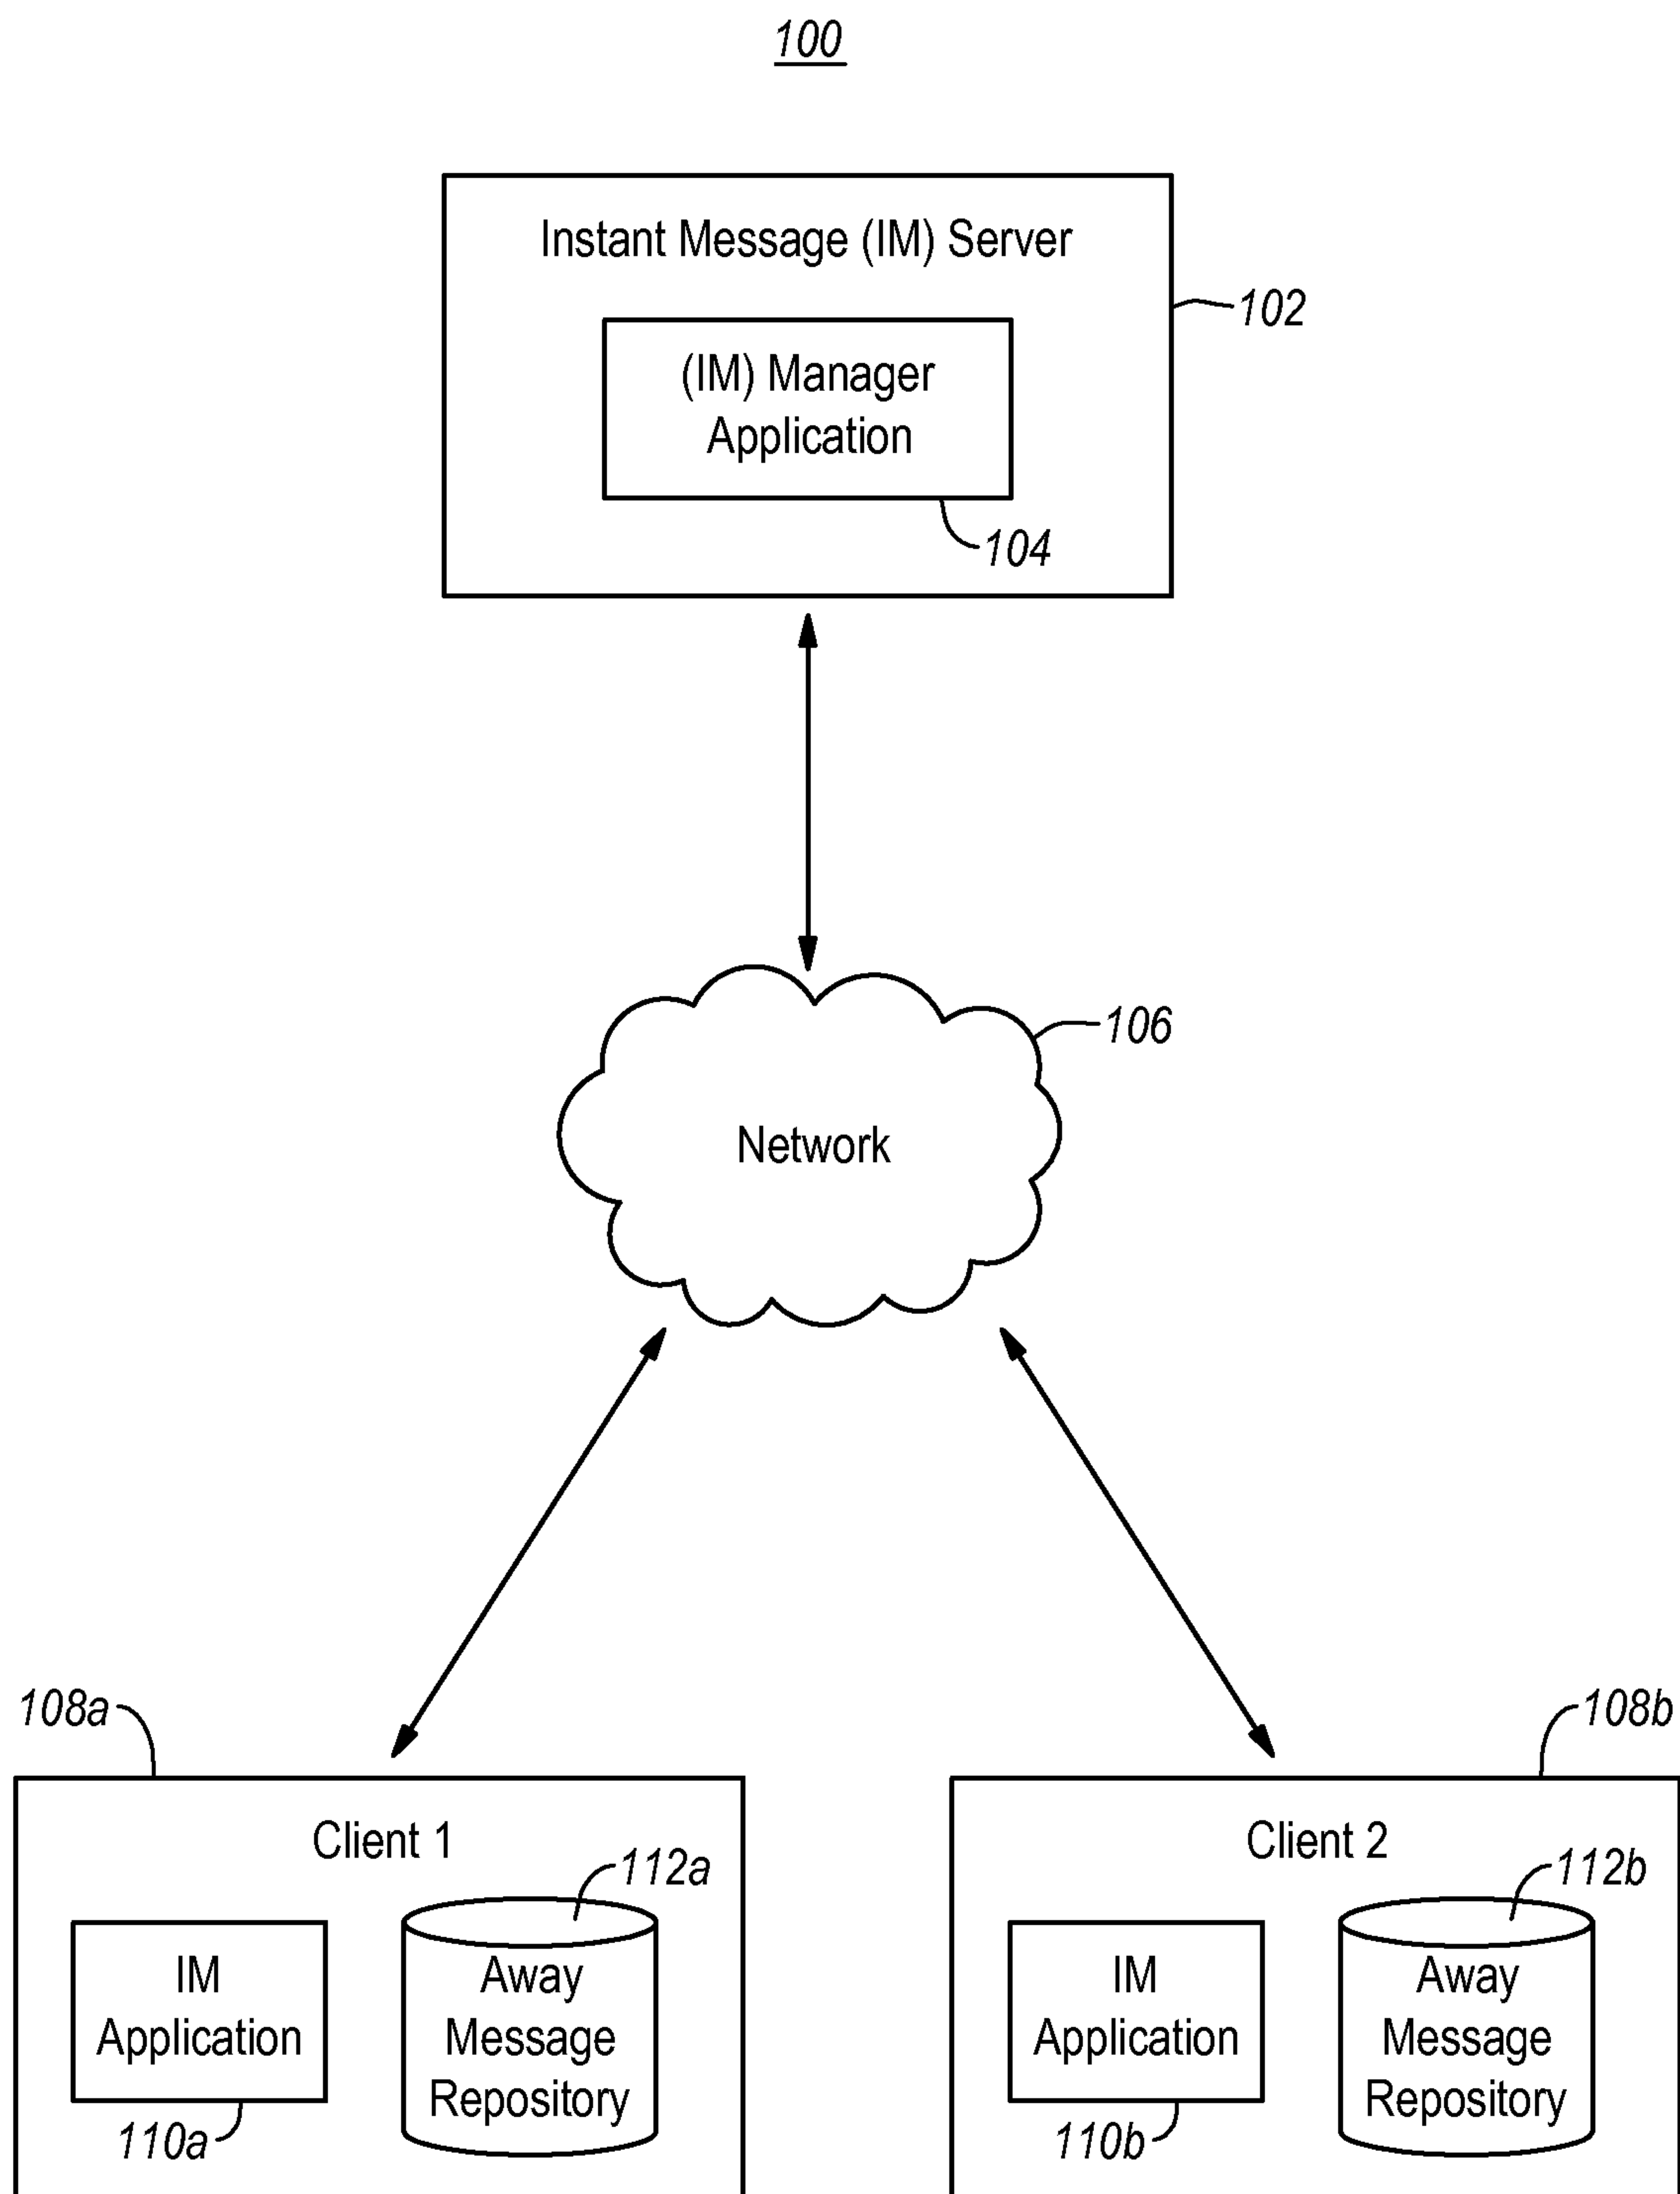 100
Instant Message (IM) Server
102
(IM) Manager
Application
104
106
Network
108a
108b
Client 1
112a
IM
Application
Away
Message
Repository
110a
Client 2
112b
IM
Application
Away
Message
Repository
110b